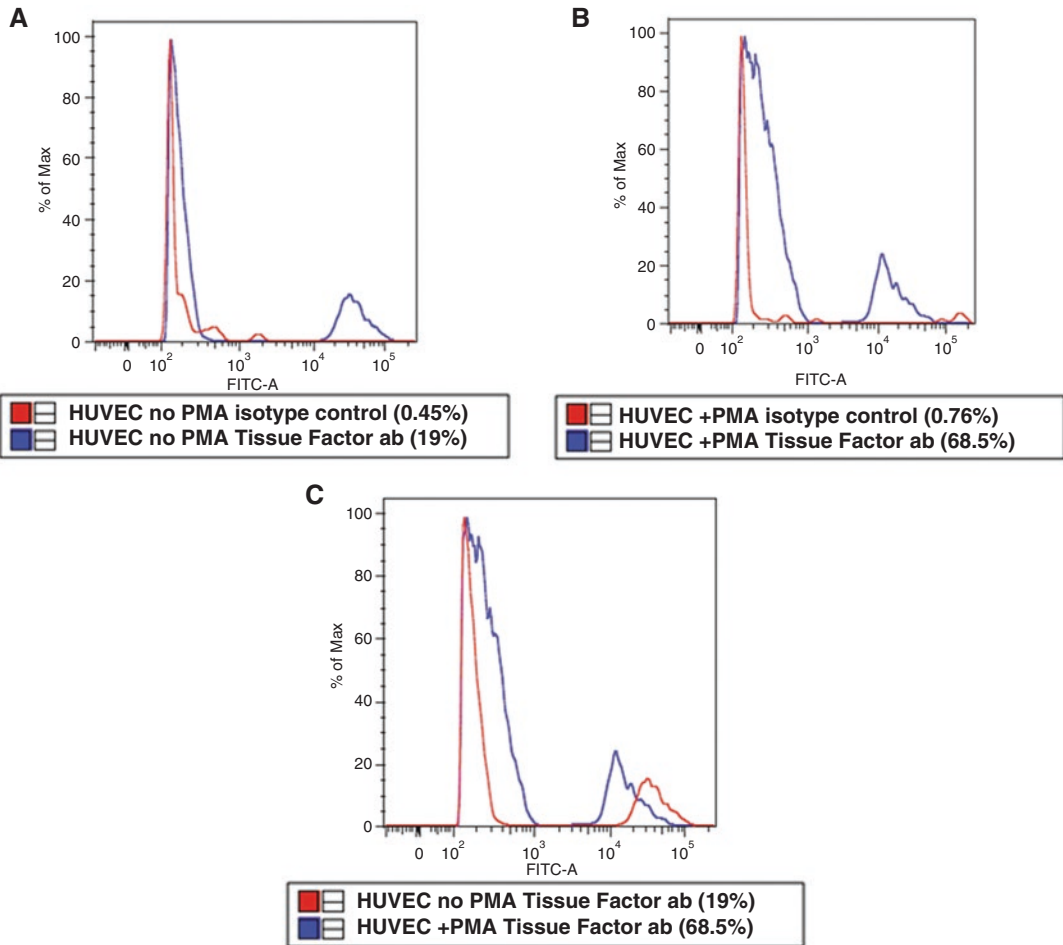 A
100
80
60
40
20
0
% of Max
0 10² 10³ 10⁴ 10⁵
FITC-A
HUVEC no PMA isotype control (0.45%)
HUVEC no PMA Tissue Factor ab (19%)
B
100
80
60
40
20
0
% of Max
0 10² 10³ 10⁴ 10⁵
FITC-A
HUVEC +PMA isotype control (0.76%)
HUVEC +PMA Tissue Factor ab (68.5%)
C
100
80
60
40
20
0
% of Max
0 10² 10³ 10⁴ 10⁵
FITC-A
HUVEC no PMA Tissue Factor ab (19%)
HUVEC +PMA Tissue Factor ab (68.5%)